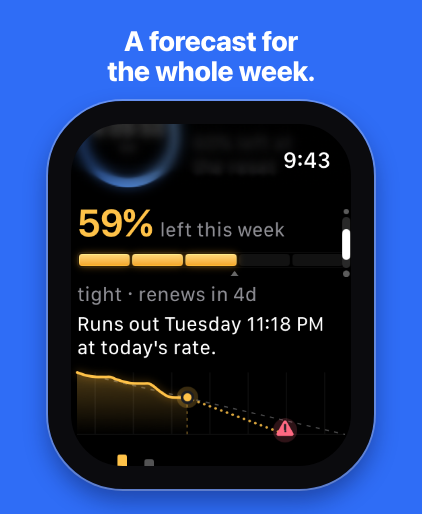 A forecast for
the whole week.
9:43
59% left this week
tight · renews in 4d
Runs out Tuesday 11:18 PM
at today's rate.